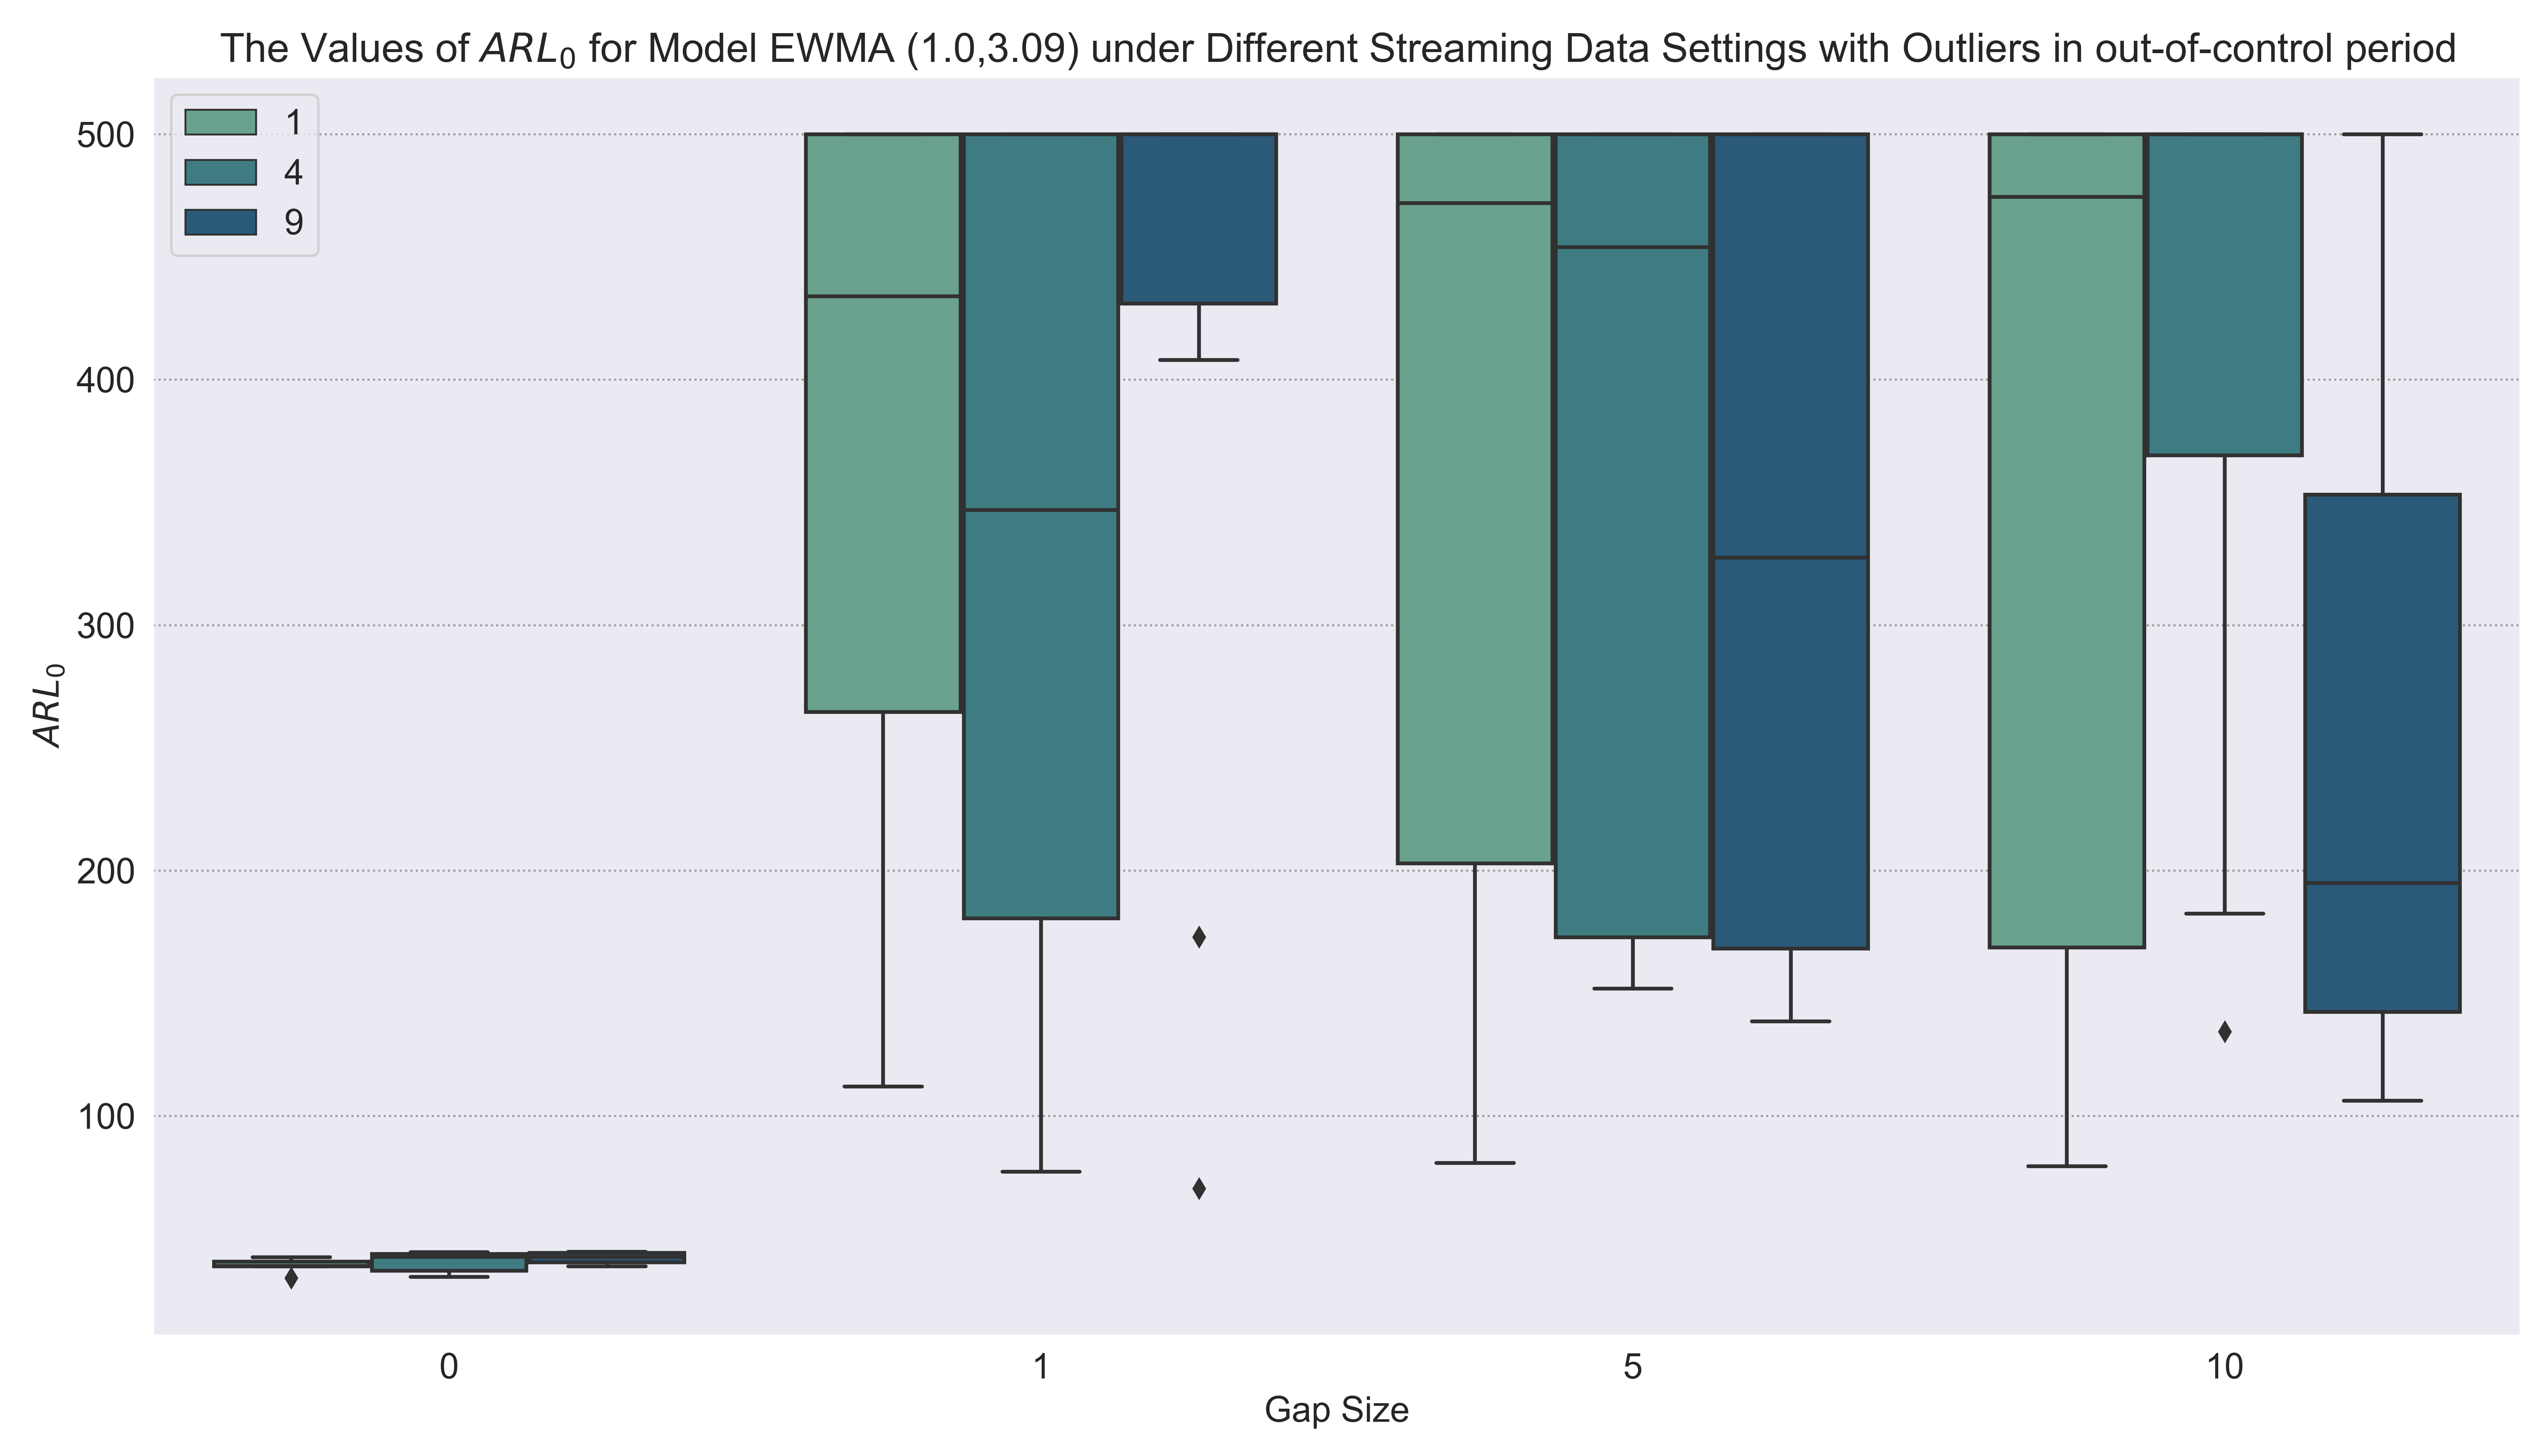 The Values of ARL₀ for Model EWMA (1.0,3.09) under Different Streaming Data Settings with Outliers in out-of-control period
1
4
9
500
400
300
200
100
ARL₀
0 1 5 10
Gap Size